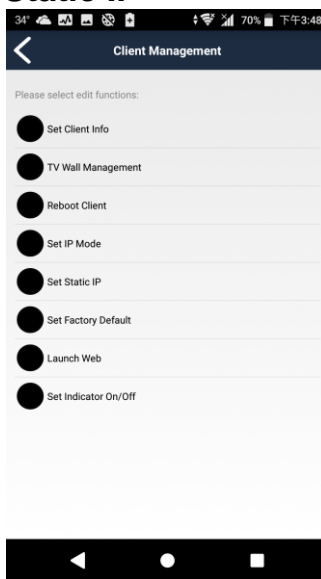 34° 70% 下午3:48
Client Management
Please select edit functions:
Set Client Info
TV Wall Management
Reboot Client
Set IP Mode
Set Static IP
Set Factory Default
Launch Web
Set Indicator On/Off